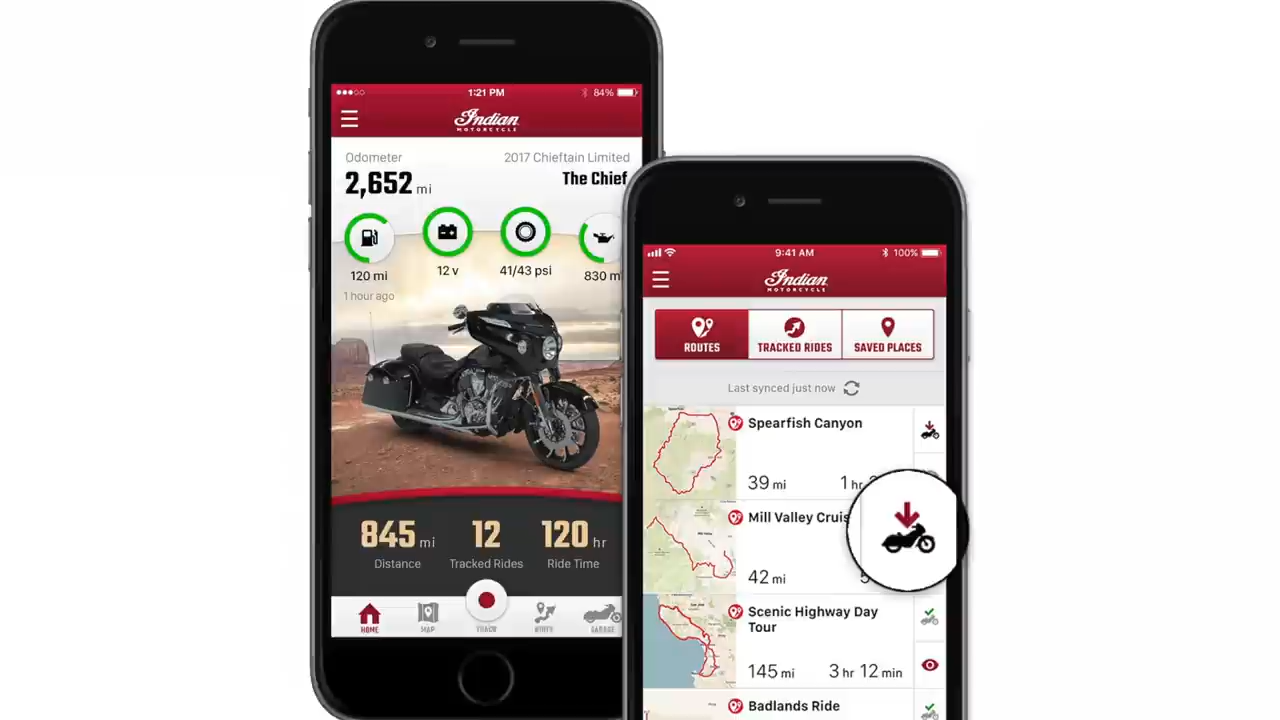 1:21 PM
84%
Indian
MOTORCYCLE
Odometer
2017 Chieftain Limited
2,652 mi
The Chief
120 mi
12 v
41/43 psi
830 m
1 hour ago
845 mi
12
120 hr
Distance
Tracked Rides
Ride Time
HOME
MAP
TRACK
GARAGE
9:41 AM
100%
Indian
MOTORCYCLE
ROUTES
TRACKED RIDES
SAVED PLACES
Last synced just now
Spearfish Canyon
39 mi
1 hr
Mill Valley Cruis
42 mi
5
Scenic Highway Day
Tour
145 mi
3 hr 12 min
Badlands Ride